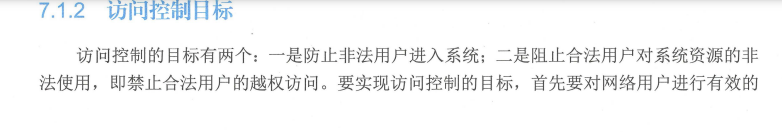 7.1.2 访问控制目标
访问控制的目标有两个：一是防止非法用户进入系统；二是阻止合法用户对系统资源的非
法使用，即禁止合法用户的越权访问。要实现访问控制的目标，首先要对网络用户进行有效的